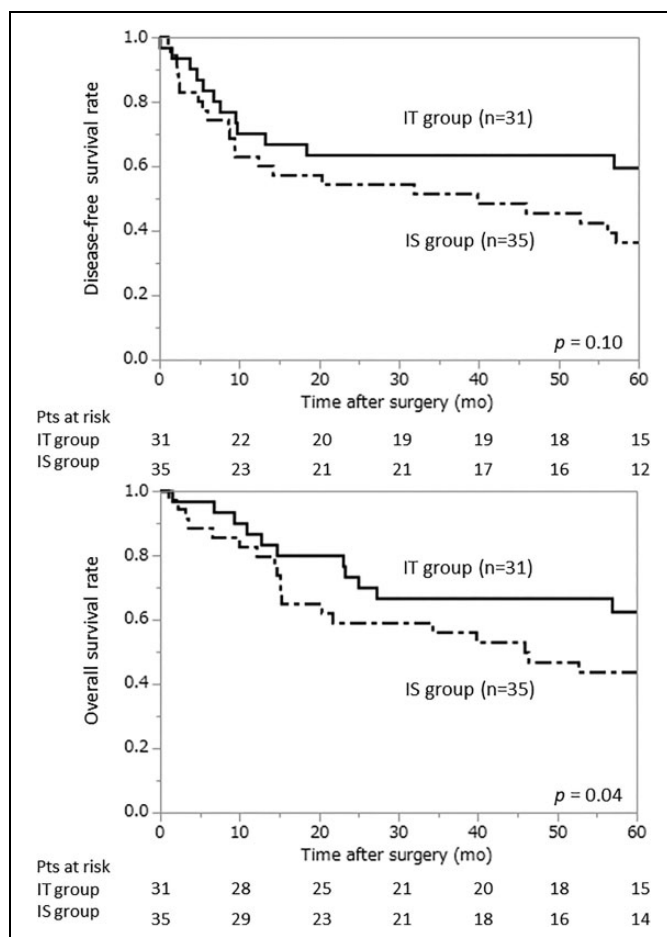 1.0
0.8
0.6
0.4
0.2
0.0
Disease-free survival rate
IT group (n=31)
IS group (n=35)
p = 0.10
0 10 20 30 40 50 60
Time after surgery (mo)
Pts at risk
IT group 31 22 20 19 19 18 15
IS group 35 23 21 21 17 16 12
1.0
0.8
0.6
0.4
0.2
0.0
Overall survival rate
IT group (n=31)
IS group (n=35)
p = 0.04
0 10 20 30 40 50 60
Time after surgery (mo)
Pts at risk
IT group 31 28 25 21 20 18 15
IS group 35 29 23 21 18 16 14